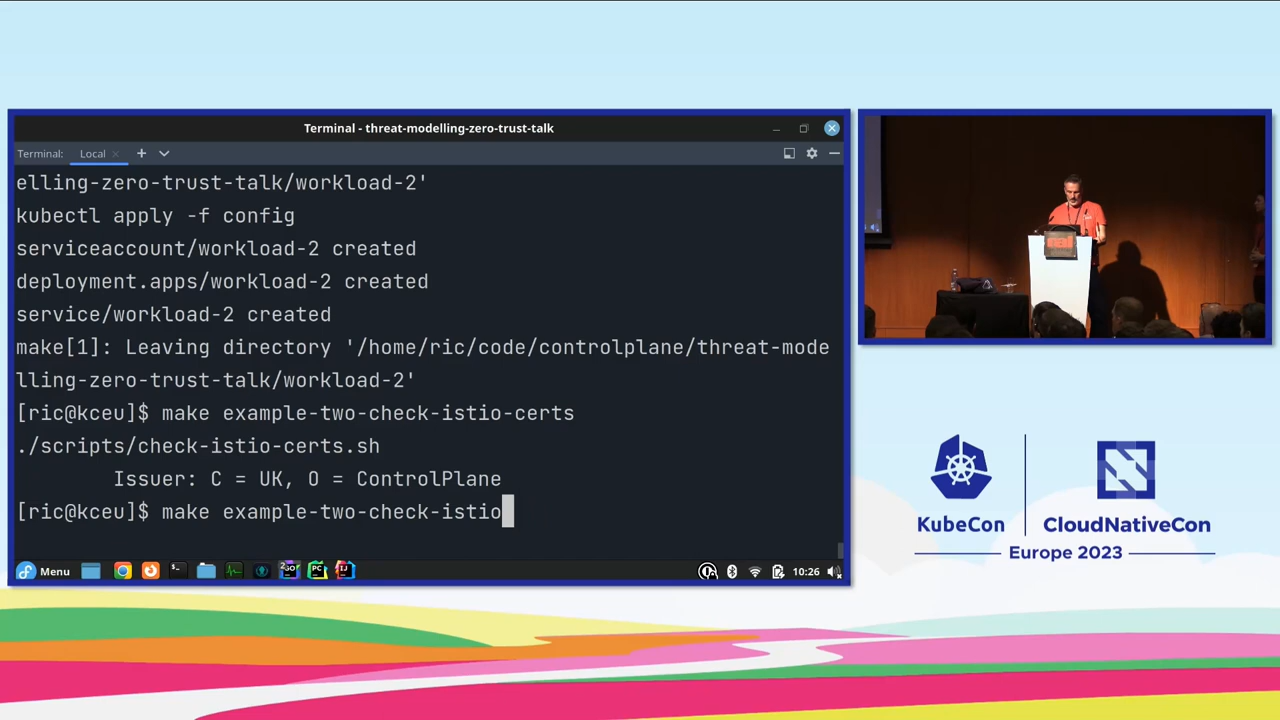 Terminal - threat-modelling-zero-trust-talk
Terminal: Local
elling-zero-trust-talk/workload-2'
kubectl apply -f config
serviceaccount/workload-2 created
deployment.apps/workload-2 created
service/workload-2 created
make[1]: Leaving directory '/home/ric/code/controlplane/threat-mode
lling-zero-trust-talk/workload-2'
[ric@kceu]$ make example-two-check-istio-certs
./scripts/check-istio-certs.sh
Issuer: C = UK, O = ControlPlane
[ric@kceu]$ make example-two-check-istio
Menu
10:26
KubeCon
CloudNativeCon
Europe 2023